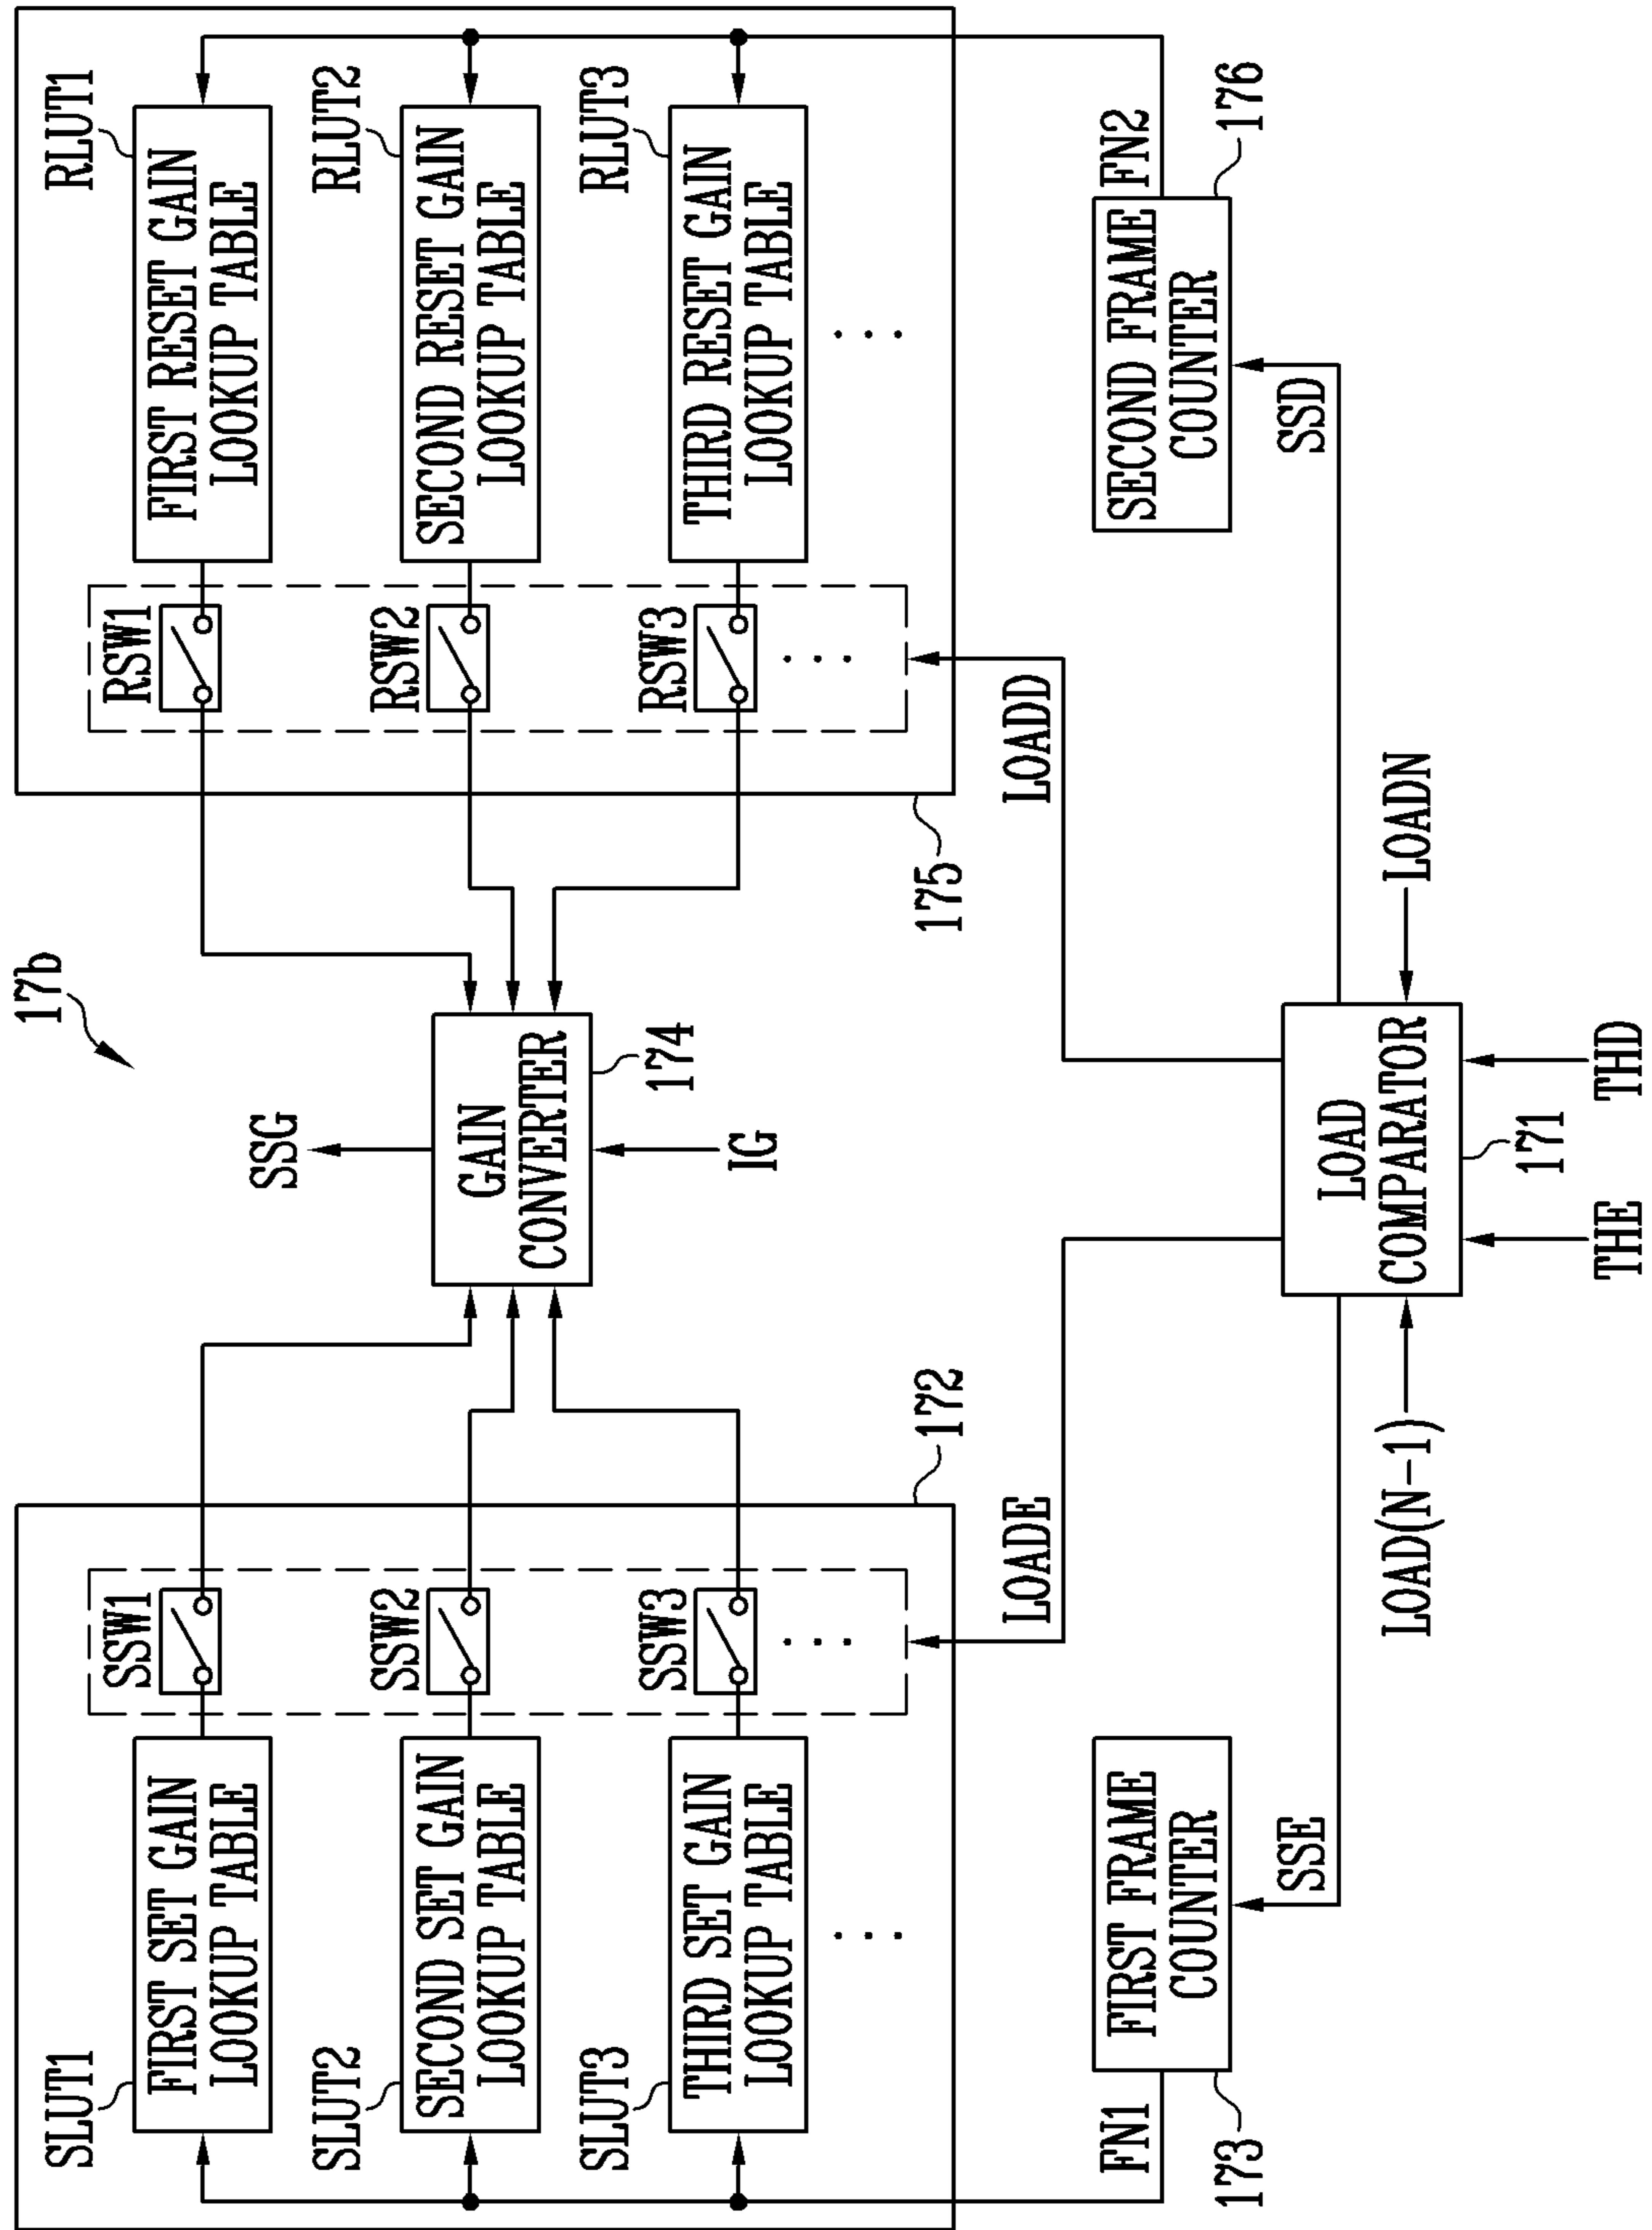 17b
SLUT1
FIRST SET GAIN
LOOKUP TABLE
SSW1
SLUT2
SECOND SET GAIN
LOOKUP TABLE
SSW2
SLUT3
THIRD SET GAIN
LOOKUP TABLE
SSW3
...
...
172
SSG
GAIN
CONVERTER
174
IG
RSW1
FIRST RESET GAIN
LOOKUP TABLE
RLUT1
RSW2
SECOND RESET GAIN
LOOKUP TABLE
RLUT2
RSW3
THIRD RESET GAIN
LOOKUP TABLE
RLUT3
...
...
175
LOADE
LOADD
FN1
FIRST FRAME
COUNTER
173
SSE
SECOND FRAME
COUNTER
FN2
176
SSD
LOAD(N-1)
LOAD
COMPARATOR
LOADN
171
THE
THD